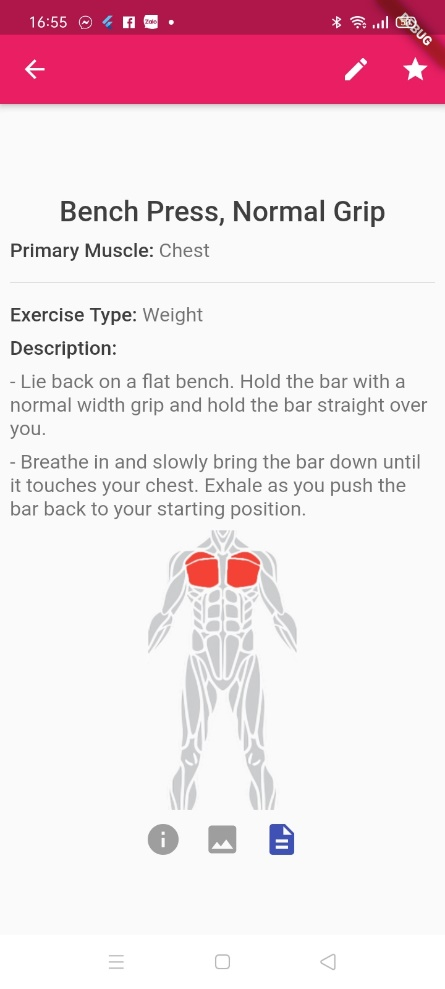 16:55
Zalo
Bench Press, Normal Grip
Primary Muscle: Chest
Exercise Type: Weight
Description:
- Lie back on a flat bench. Hold the bar with a
normal width grip and hold the bar straight over
you.
- Breathe in and slowly bring the bar down until
it touches your chest. Exhale as you push the
bar back to your starting position.